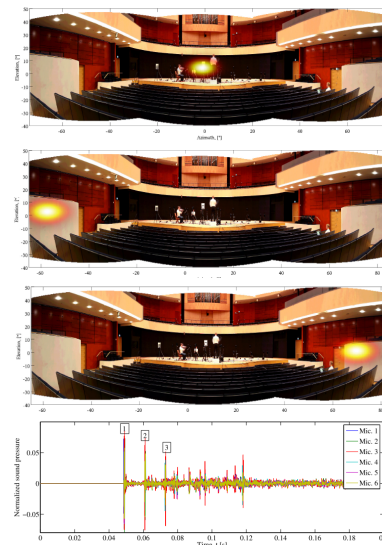 50
40
30
20
10
0
-10
-20
-30
-40
Elevation, [°]
-60 -40 -20 0 20 40 60
Azimuth, [°]
50
40
30
20
10
0
-10
-20
-30
-40
Elevation, [°]
-60 -40 -20 0 20 40
50
40
30
20
10
0
-10
-20
-30
-40
Elevation, [°]
-40 -20 0 20 40 60 80
Normalized sound pressure
0.05
0
-0.05
1
2
3
Mic. 1
Mic. 2
Mic. 3
Mic. 4
Mic. 5
Mic. 6
0 0.02 0.04 0.06 0.08 0.1 0.12 0.14 0.16 0.18
Time t [s]